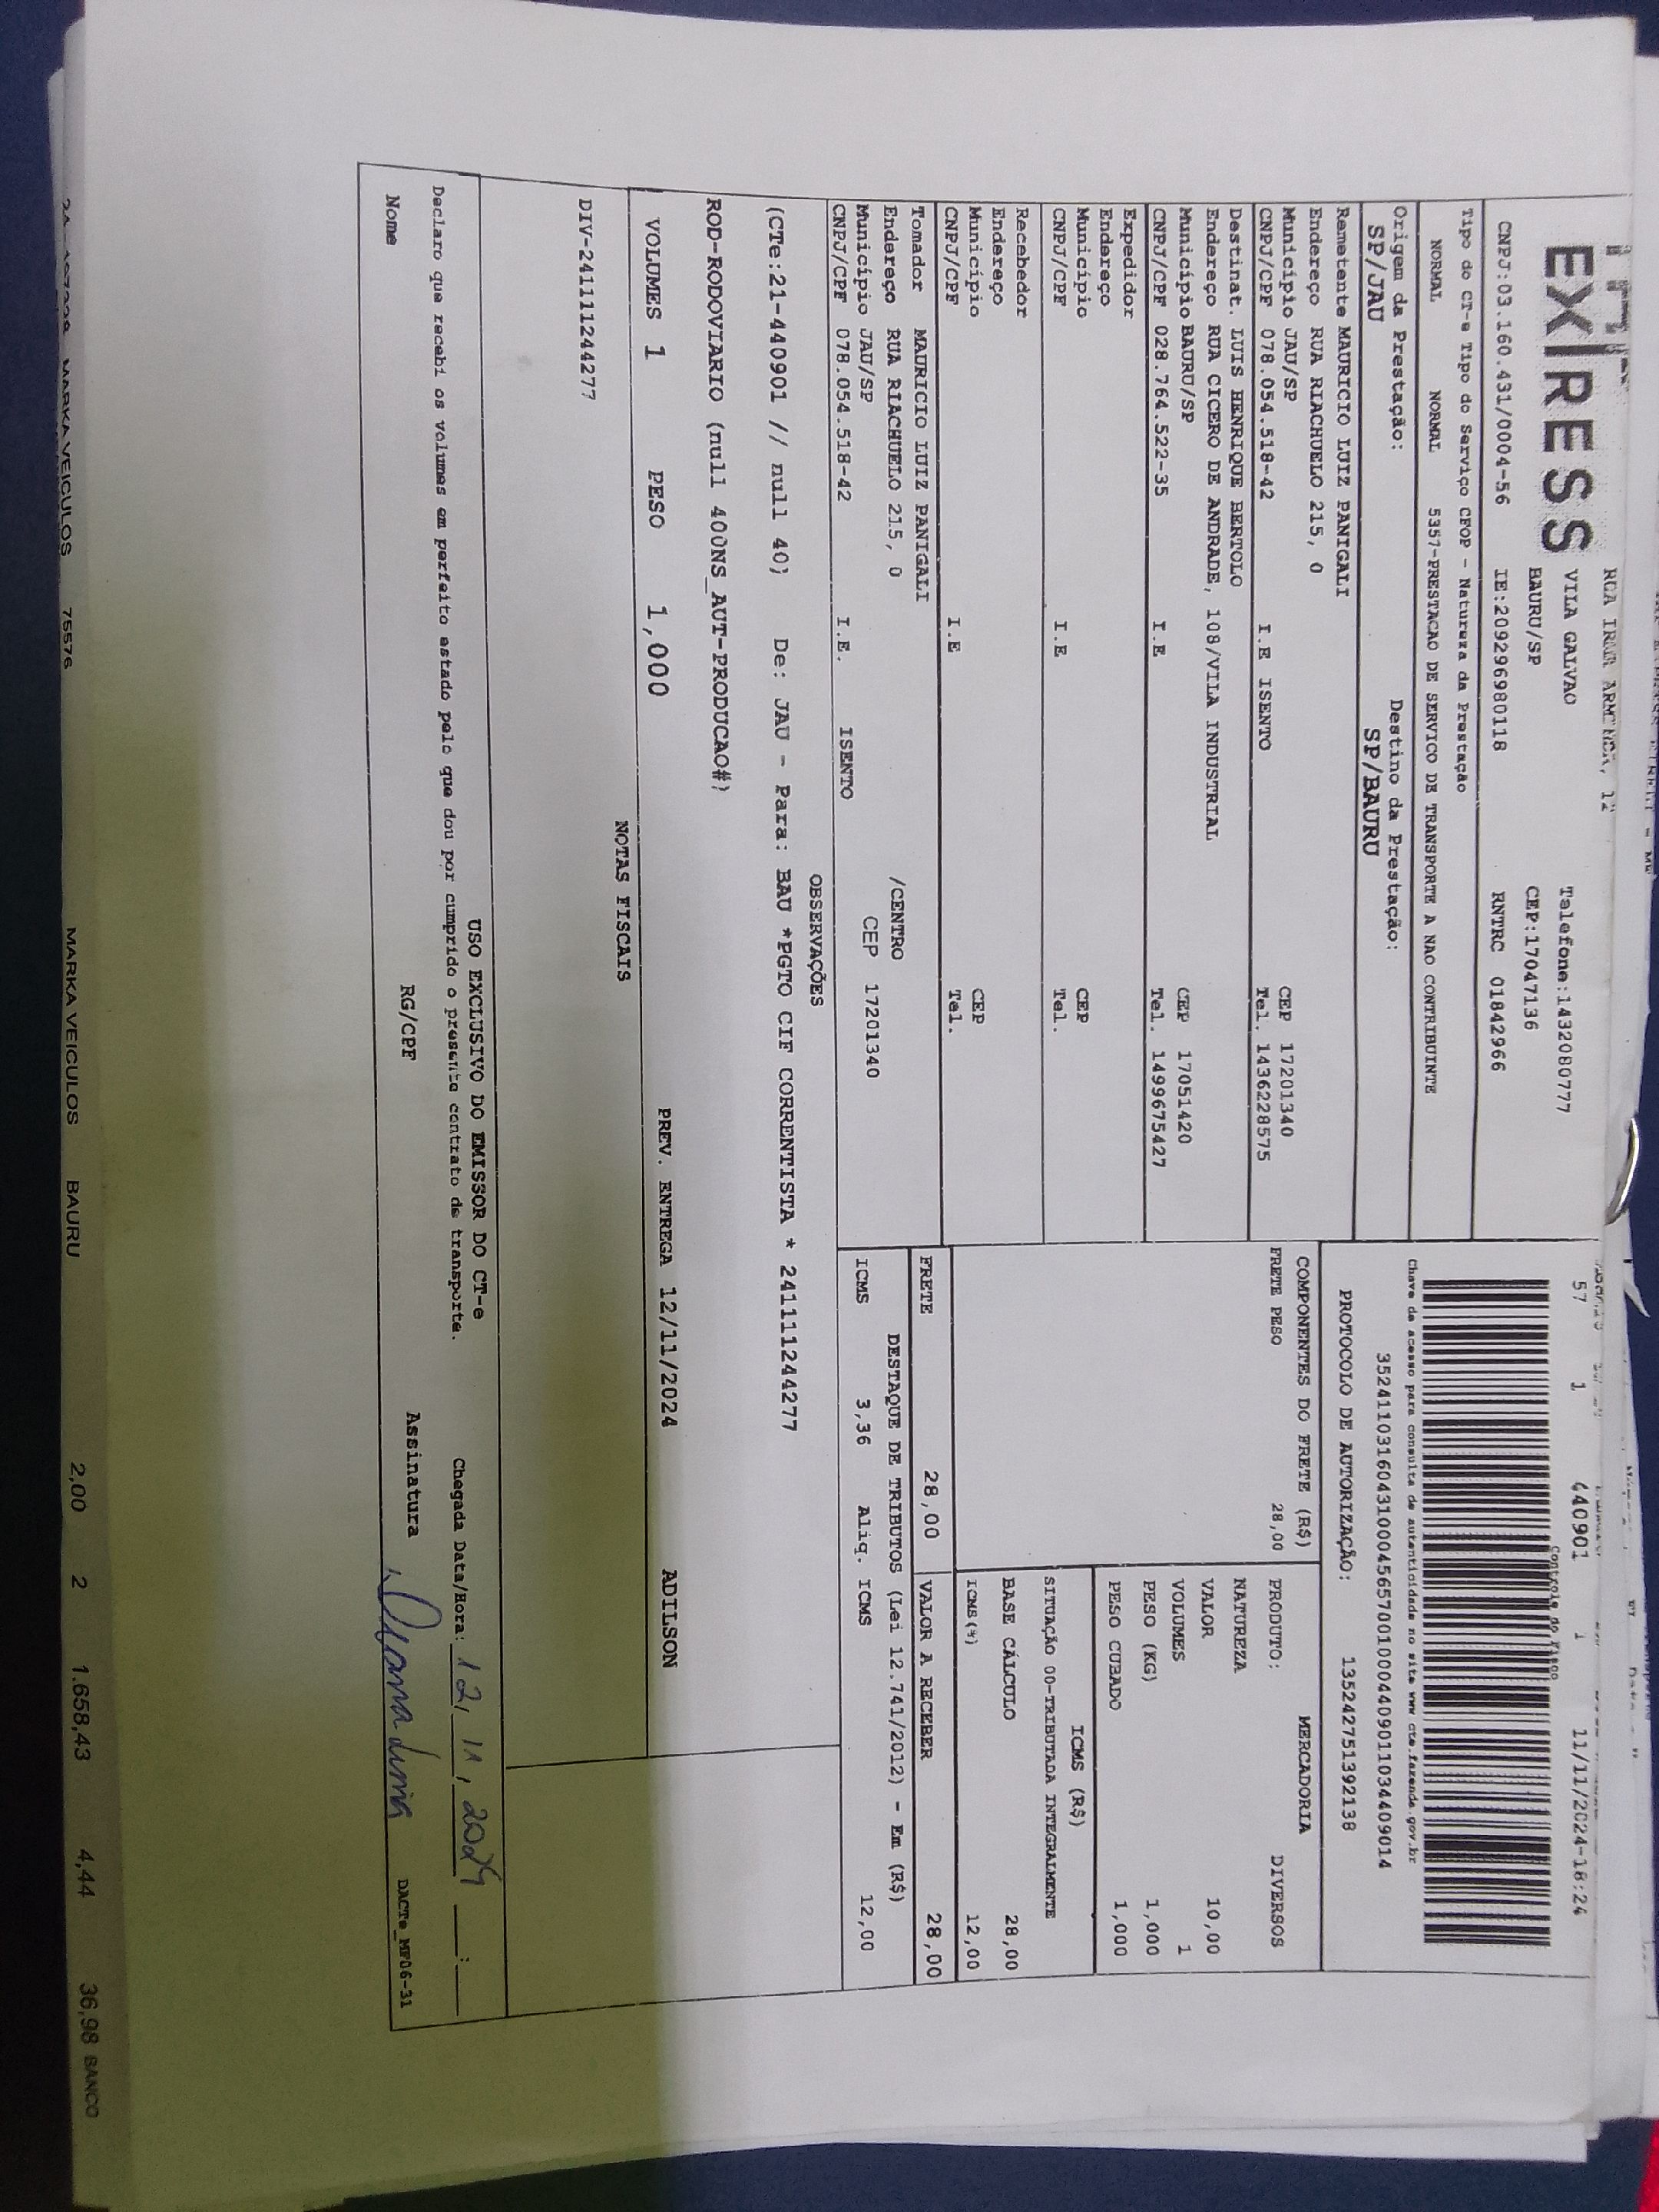 EXPRESS
VILA GALVAO Telefone:1432080777
BAURU/SP CEP:17047136
CNPJ:03.160.431/0004-56 IE:209296980118 RNTRC 01842966
Tipo do CT-e Tipo do Serviço CFOP - Natureza da Prestação
NORMAL NORMAL 5357-PRESTACAO DE SERVICO DE TRANSPORTE A NAO CONTRIBUINTE
Origem da Prestação: Destino da Prestação:
SP/JAU SP/BAURU
Remetente MAURICIO LUIZ PANIGALI
Endereço RUA RIACHUELO 215, 0
Município JAU/SP CEP 17201340
CNPJ/CPF 078.054.518-42 I.E ISENTO Tel. 1436228575
Destinat. LUIS HENRIQUE BERTOLO
Endereço RUA CICERO DE ANDRADE, 108/VILA INDUSTRIAL
Município BAURU/SP CEP 17051420
CNPJ/CPF 028.764.522-35 I.E Tel. 1499675427
Expedidor
Endereço
Município CEP
CNPJ/CPF I.E Tel.
Recebedor
Endereço
Município CEP
CNPJ/CPF I.E Tel.
Tomador MAURICIO LUIZ PANIGALI
Endereço RUA RIACHUELO 215, 0 /CENTRO
Município JAU/SP CEP 17201340
CNPJ/CPF 078.054.518-42 I.E. ISENTO
57 1 440901 1 11/11/2024-18:24
Controle do Fisco
Chave de acesso para consulta de autenticidade no site www cte.fazenda.gov.br
35241103160431000456570010004409011034409014
PROTOCOLO DE AUTORIZAÇÃO: 135242751392138
COMPONENTES DO FRETE (R$)
FRETE PESO 28,00
MERCADORIA
PRODUTO: DIVERSOS
NATUREZA
VALOR 10,00
VOLUMES 1
PESO (KG) 1,000
PESO CUBADO 1,000
ICMS (R$)
SITUAÇÃO 00-TRIBUTADA INTEGRALMENTE
BASE CÁLCULO 28,00
ICMS(%) 12,00
FRETE 28,00 VALOR A RECEBER 28,00
DESTAQUE DE TRIBUTOS (Lei 12.741/2012) - Em (R$)
ICMS 3,36 Aliq. ICMS 12,00
OBSERVAÇÕES
(CTe:21-440901 // null 40) De: JAU - Para: BAU *PGTO CIF CORRENTISTA * 241111244277
ROD-RODOVIARIO (null 400NS_AUT-PRODUCAO#)
VOLUMES 1 PESO 1,000 PREV. ENTREGA 12/11/2024 ADILSON
NOTAS FISCAIS
DIV-241111244277
USO EXCLUSIVO DO EMISSOR DO CT-e
Declaro que recebi os volumes em perfeito estado pelo que dou por cumprido o presente contrato de transporte. Chegada Data/Hora: 12, 11, 2024 __:__
Nome RG/CPF Assinatura DACTe_MP06-31
MARKA VEICULOS 75576 MARKA VEICULOS BAURU 2,00 2 1.658,43 4,44 36,98 BANCO